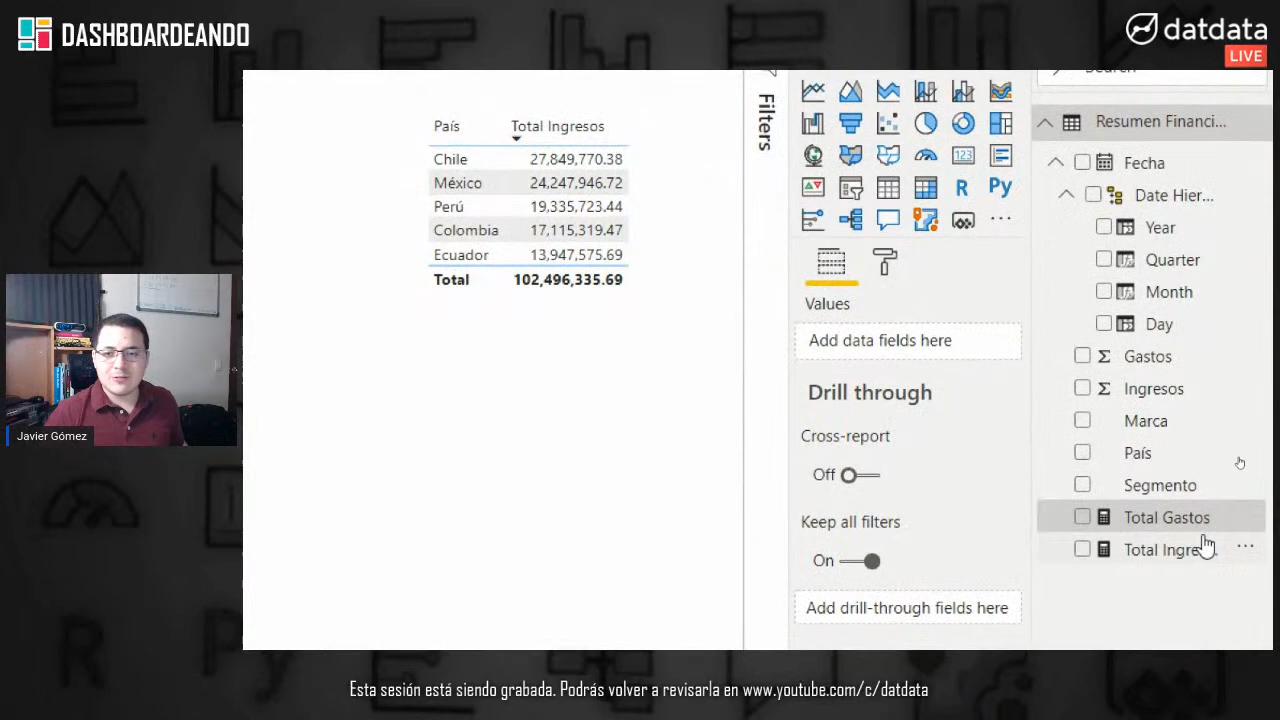 DASHBOARDEANDO
datdata
LIVE
País Total Ingresos
Chile 27,849,770.38
México 24,247,946.72
Perú 19,335,723.44
Colombia 17,115,319.47
Ecuador 13,947,575.69
Total 102,496,335.69
Javier Gómez
Filters
123
R
Py
Values
Add data fields here
Drill through
Cross-report
Off
Keep all filters
On
Add drill-through fields here
Search
Resumen Financi...
Fecha
Date Hier...
Year
Quarter
Month
Day
Gastos
Ingresos
Marca
País
Segmento
Total Gastos
Total Ingre...
R
Py
Esta sesión está siendo grabada. Podrás volver a revisarla en www.youtube.com/c/datdata